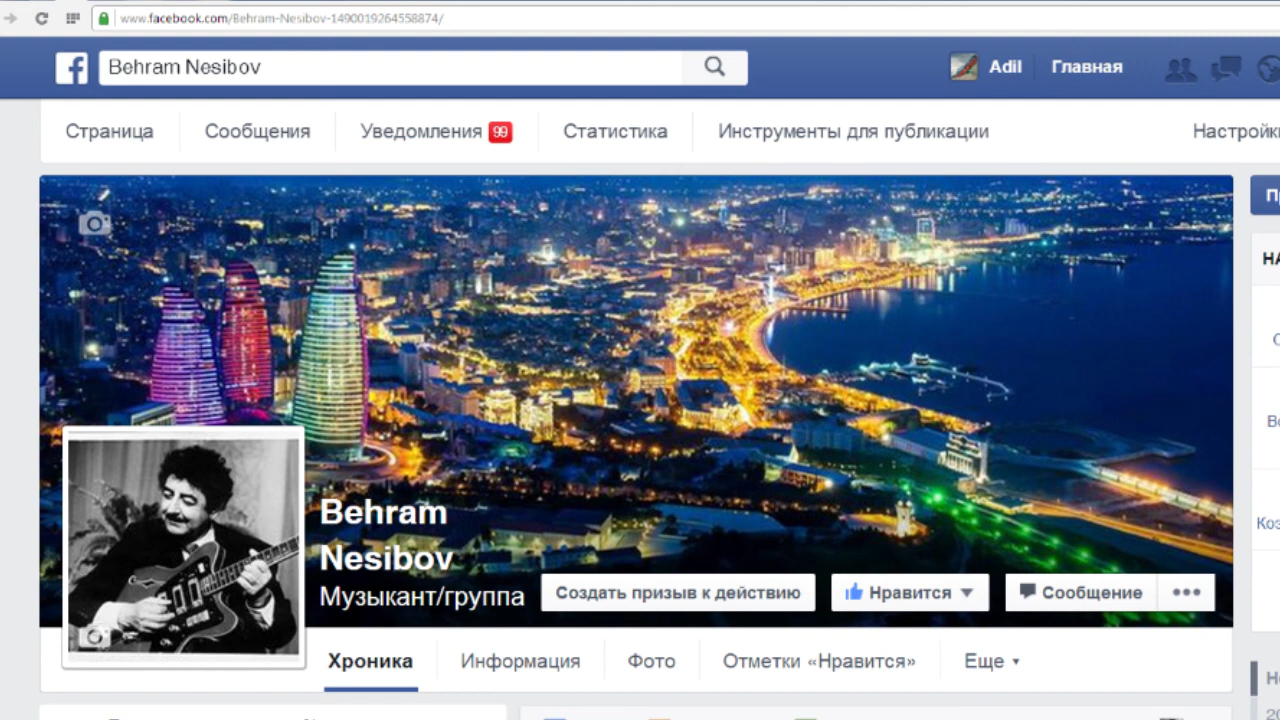 www.facebook.com/Behram-Nesibov-1490019264558874/
Behram Nesibov
Adil Главная
Страница Сообщения Уведомления 99 Статистика Инструменты для публикации Настройки
Behram
Nesibov
Музыкант/группа
Создать призыв к действию Нравится Сообщение
Хроника Информация Фото Отметки «Нравится» Еще